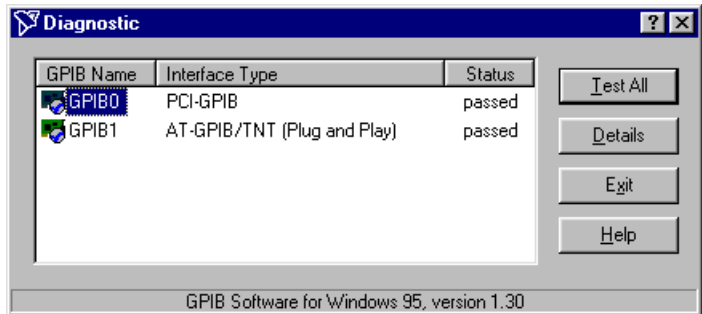 Diagnostic
GPIB Name Interface Type Status
GPIB0 PCI-GPIB passed
GPIB1 AT-GPIB/TNT (Plug and Play) passed
Test All
Details
Exit
Help
GPIB Software for Windows 95, version 1.30